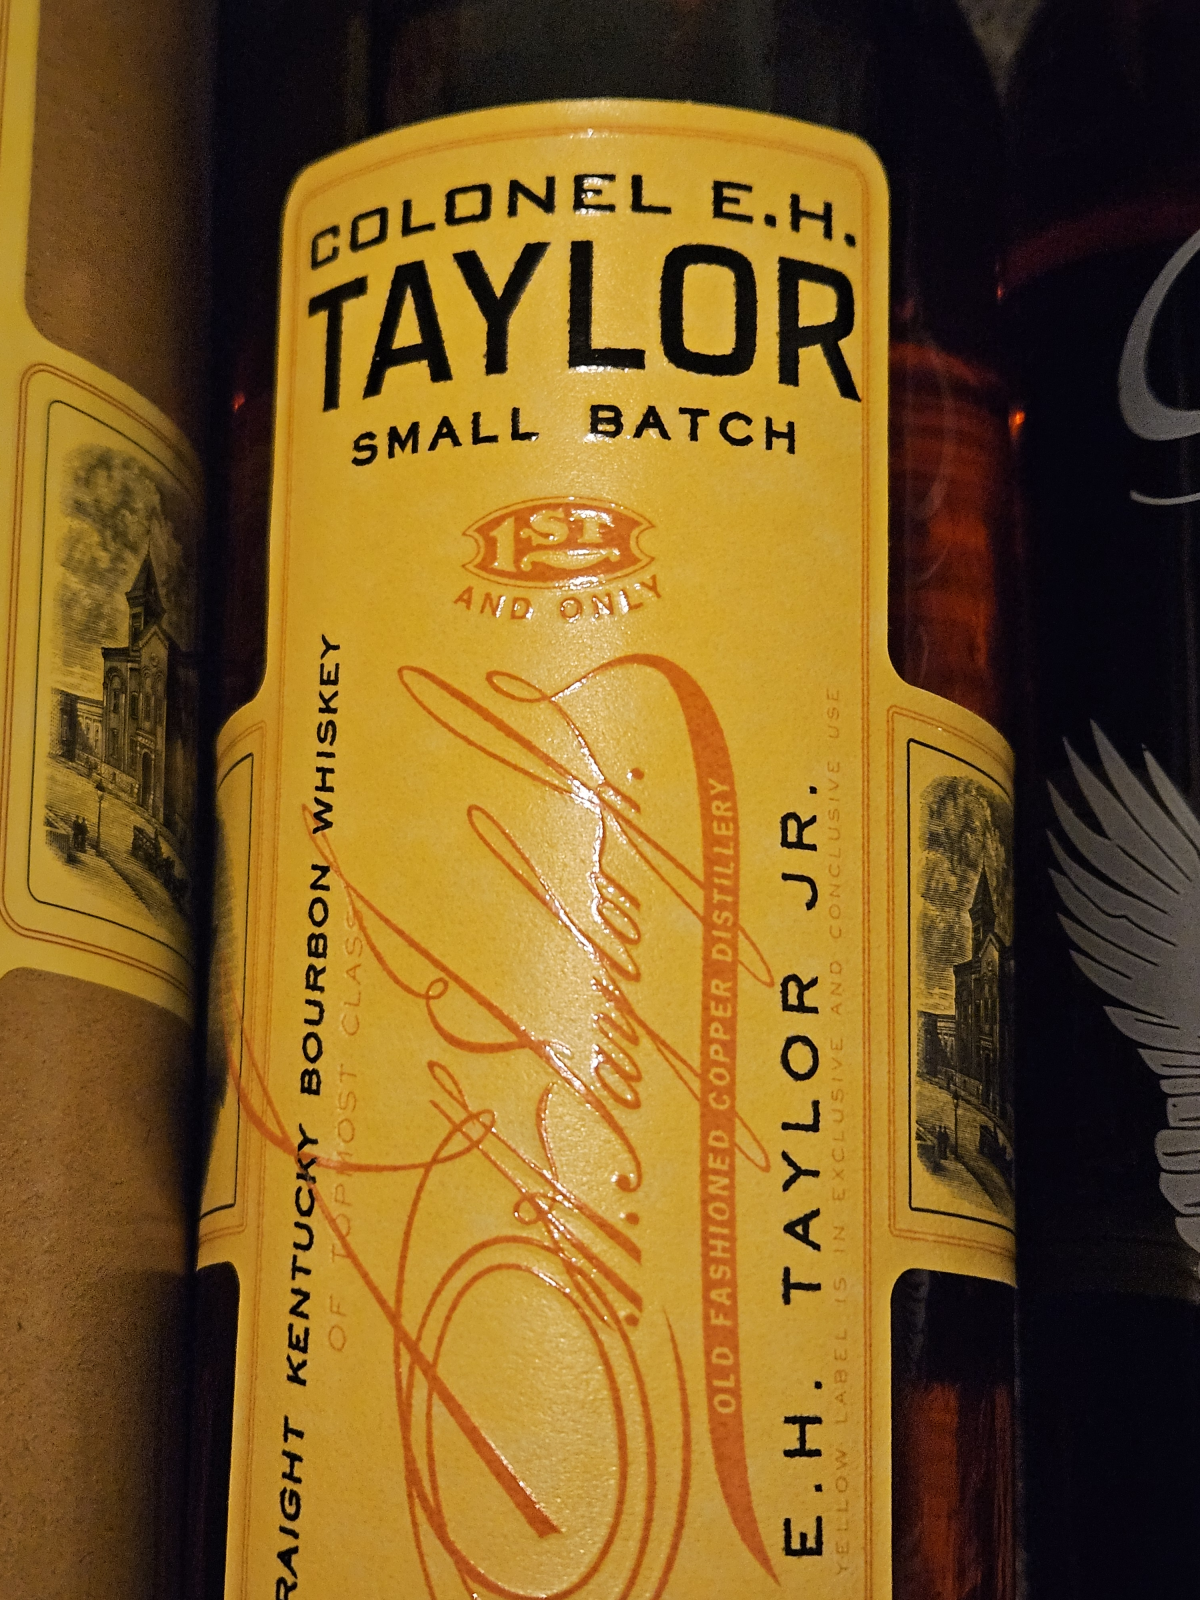 COLONEL E.H.
TAYLOR
SMALL BATCH
1ST
AND ONLY
RAIGHT KENTUCKY BOURBON WHISKEY
OF TOPMOST CLASS
E.H. Taylor, Jr.
OLD FASHIONED COPPER DISTILLERY
E.H. TAYLOR JR.
YELLOW LABEL IS IN EXCLUSIVE AND CONCLUSIVE USE